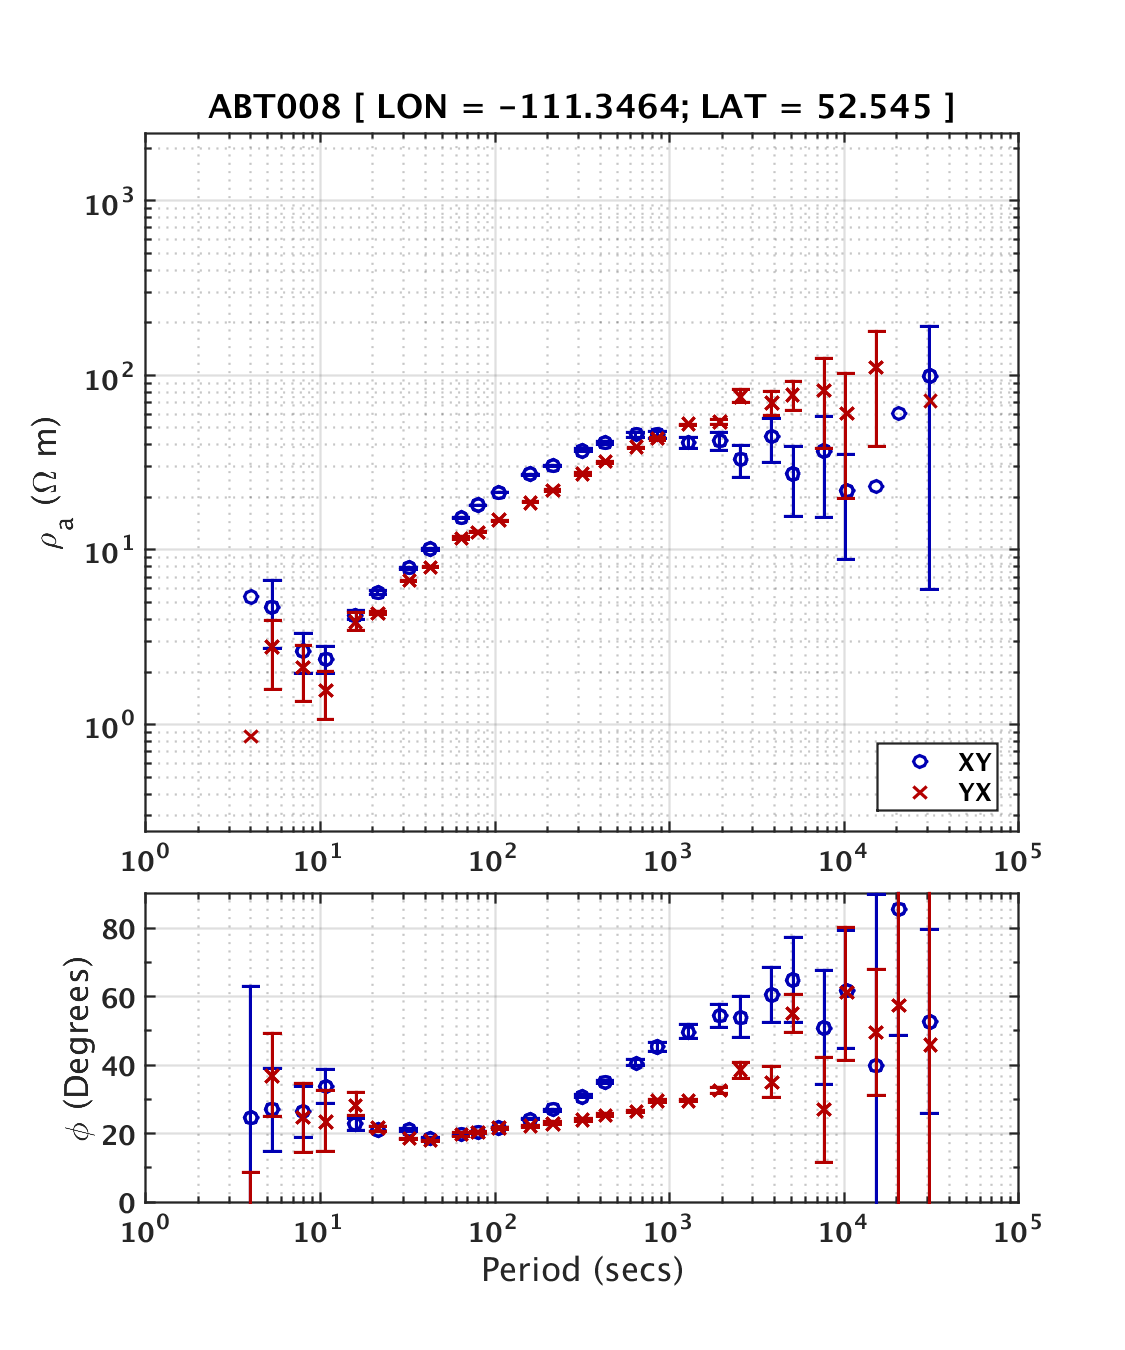 ABT008 [ LON = -111.3464; LAT = 52.545 ]
10³
10²
10¹
10⁰
ρₐ (Ω m)
XY
YX
10⁰ 10¹ 10² 10³ 10⁴ 10⁵
80
60
40
20
0
ϕ (Degrees)
10⁰ 10¹ 10² 10³ 10⁴ 10⁵
Period (secs)